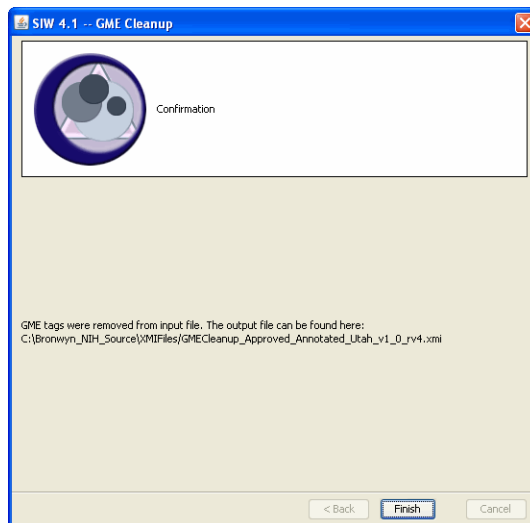 SIW 4.1 -- GME Cleanup
Confirmation
GME tags were removed from input file. The output file can be found here:
C:\Bronwyn_NIH_Source\XMIFiles/GMECleanup_Approved_Annotated_Utah_v1_0_rv4.xmi
< Back Finish Cancel